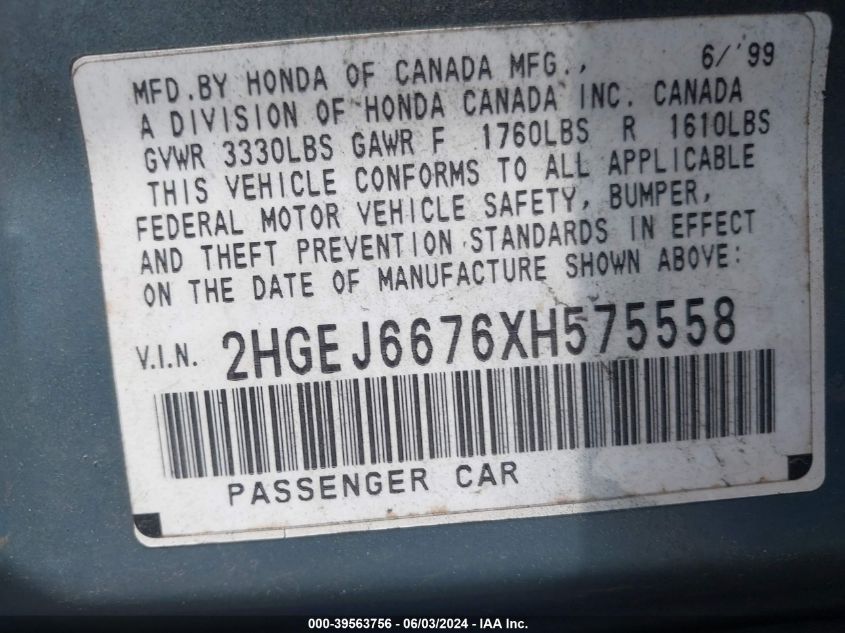 MFD.BY HONDA OF CANADA MFG., 6/'99
A DIVISION OF HONDA CANADA INC. CANADA
GVWR 3330LBS GAWR F 1760LBS R 1610LBS
THIS VEHICLE CONFORMS TO ALL APPLICABLE
FEDERAL MOTOR VEHICLE SAFETY, BUMPER,
AND THEFT PREVENTION STANDARDS IN EFFECT
ON THE DATE OF MANUFACTURE SHOWN ABOVE:
V.I.N. 2HGEJ6676XH575558
PASSENGER CAR
000-39563756 - 06/03/2024 - IAA Inc.